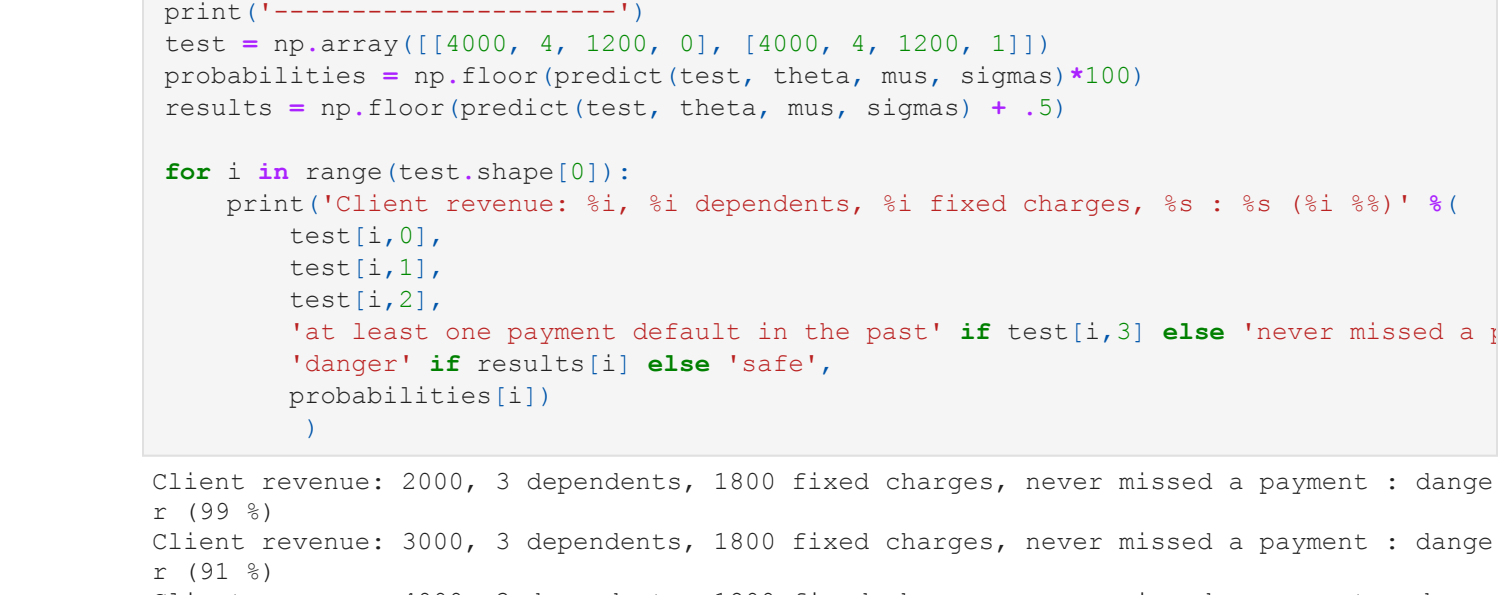 print('----------------------')
test = np.array([[4000, 4, 1200, 0], [4000, 4, 1200, 1]])
probabilities = np.floor(predict(test, theta, mus, sigmas)*100)
results = np.floor(predict(test, theta, mus, sigmas) + .5)
for i in range(test.shape[0]):
    print('Client revenue: %i, %i dependents, %i fixed charges, %s : %s (%i %%)' %(
        test[i,0],
        test[i,1],
        test[i,2],
        'at least one payment default in the past' if test[i,3] else 'never missed a
        'danger' if results[i] else 'safe',
        probabilities[i])
         )
Client revenue: 2000, 3 dependents, 1800 fixed charges, never missed a payment : dange
r (99 %)
Client revenue: 3000, 3 dependents, 1800 fixed charges, never missed a payment : dange
r (91 %)